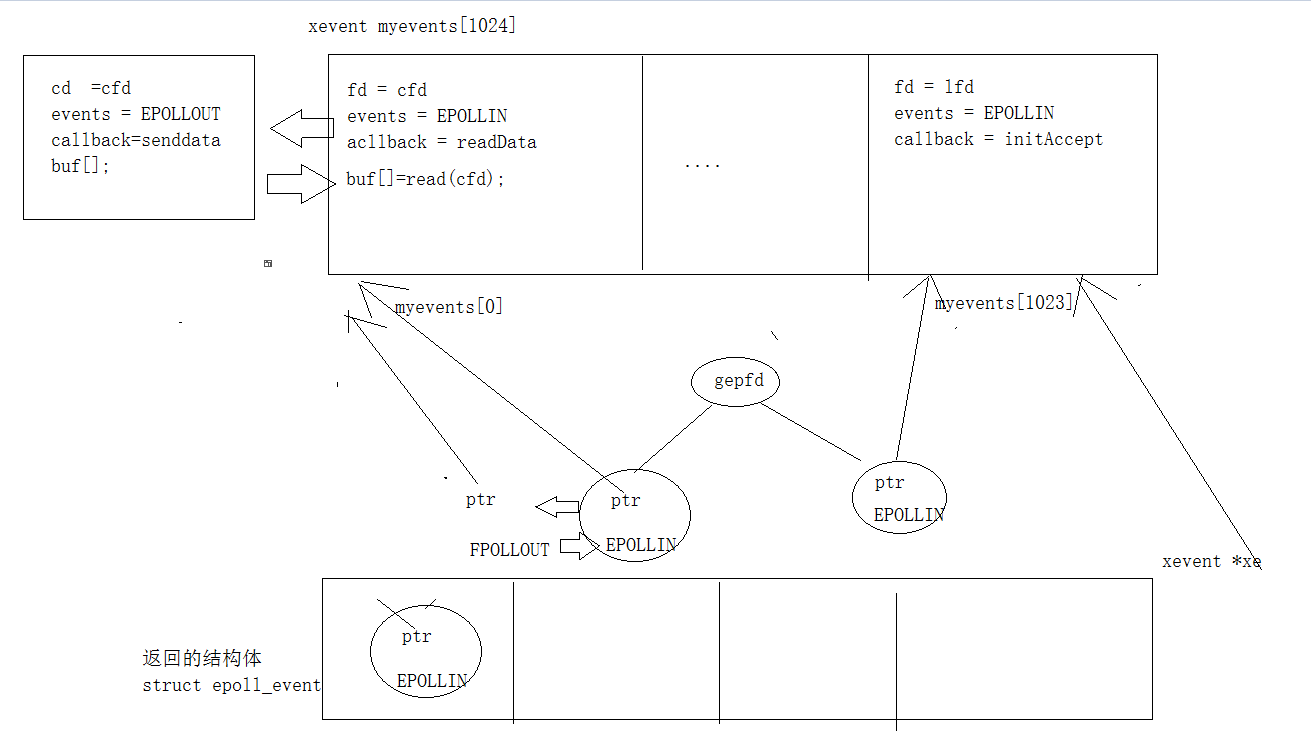 xevent myevents[1024]
cd  =cfd
events = EPOLLOUT
callback=senddata
buf[];
fd = cfd
events = EPOLLIN
acllback = readData
buf[]=read(cfd);
....
fd = lfd
events = EPOLLIN
callback = initAccept
myevents[0]
myevents[1023]
gepfd
ptr
ptr
FPOLLOUT
EPOLLIN
ptr
EPOLLIN
xevent *xe
返回的结构体
struct epoll_event
ptr
EPOLLIN